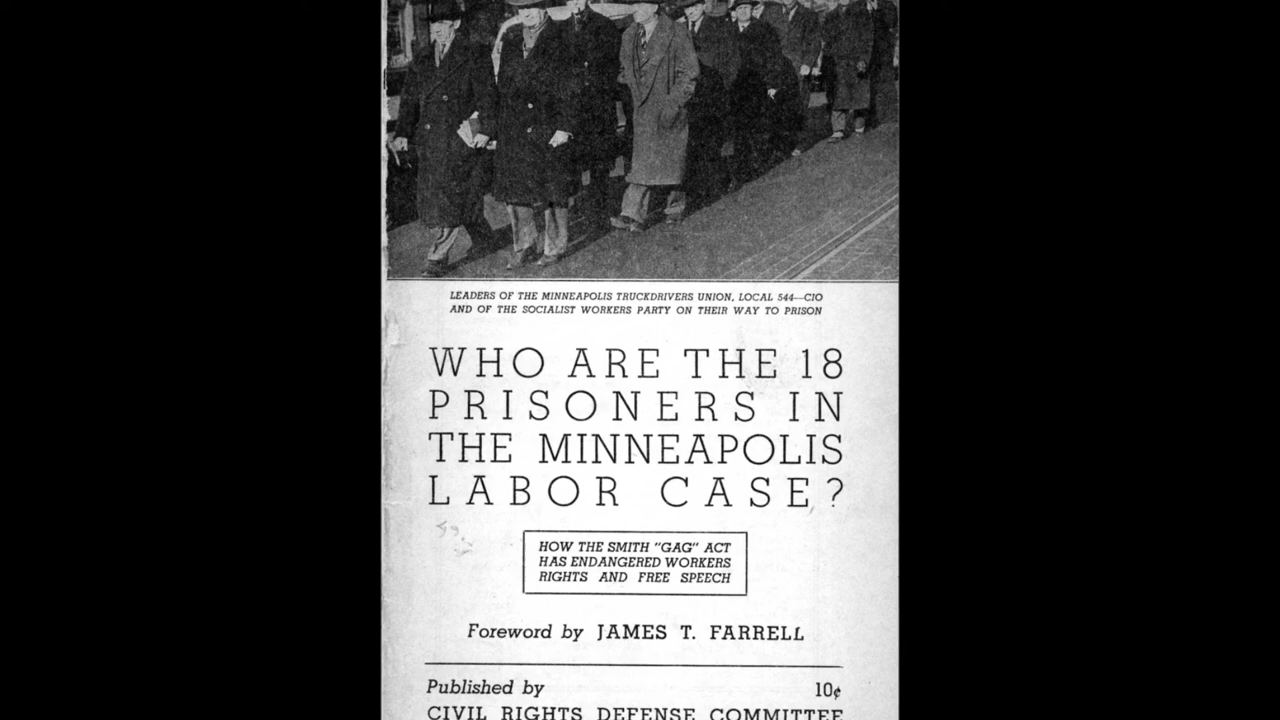 LEADERS OF THE MINNEAPOLIS TRUCKDRIVERS UNION, LOCAL 544—CIO
AND OF THE SOCIALIST WORKERS PARTY ON THEIR WAY TO PRISON
WHO ARE THE 18
PRISONERS IN
THE MINNEAPOLIS
LABOR CASE?
HOW THE SMITH "GAG" ACT
HAS ENDANGERED WORKERS
RIGHTS AND FREE SPEECH
Foreword by JAMES T. FARRELL
Published by 10¢
CIVIL RIGHTS DEFENSE COMMITTEE